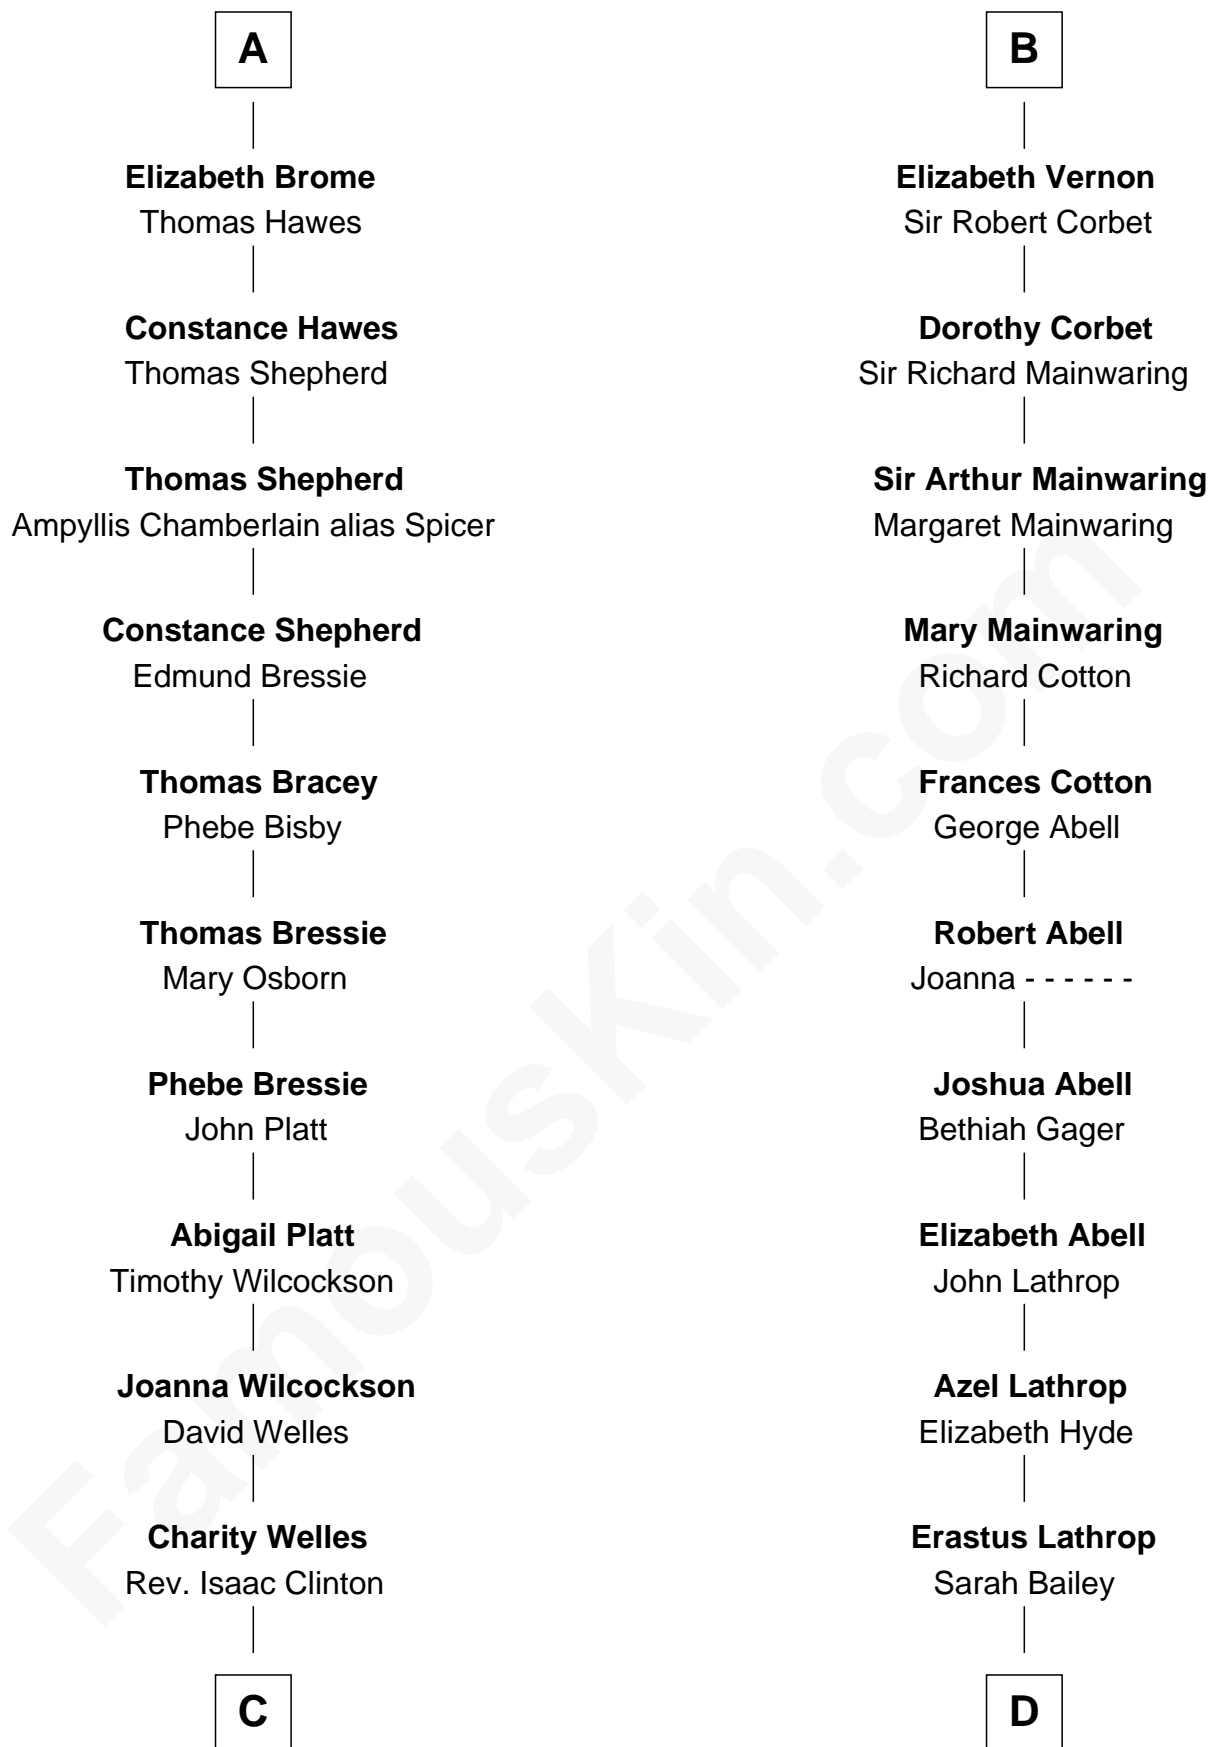 A
Elizabeth Brome
Thomas Hawes
Constance Hawes
Thomas Shepherd
Thomas Shepherd
Ampyllis Chamberlain alias Spicer
Constance Shepherd
Edmund Bressie
Thomas Bracey
Phebe Bisby
Thomas Bressie
Mary Osborn
Phebe Bressie
John Platt
Abigail Platt
Timothy Wilcockson
Joanna Wilcockson
David Welles
Charity Welles
Rev. Isaac Clinton
C
B
Elizabeth Vernon
Sir Robert Corbet
Dorothy Corbet
Sir Richard Mainwaring
Sir Arthur Mainwaring
Margaret Mainwaring
Mary Mainwaring
Richard Cotton
Frances Cotton
George Abell
Robert Abell
Joanna - - - - - -
Joshua Abell
Bethiah Gager
Elizabeth Abell
John Lathrop
Azel Lathrop
Elizabeth Hyde
Erastus Lathrop
Sarah Bailey
D
FamousKin.com